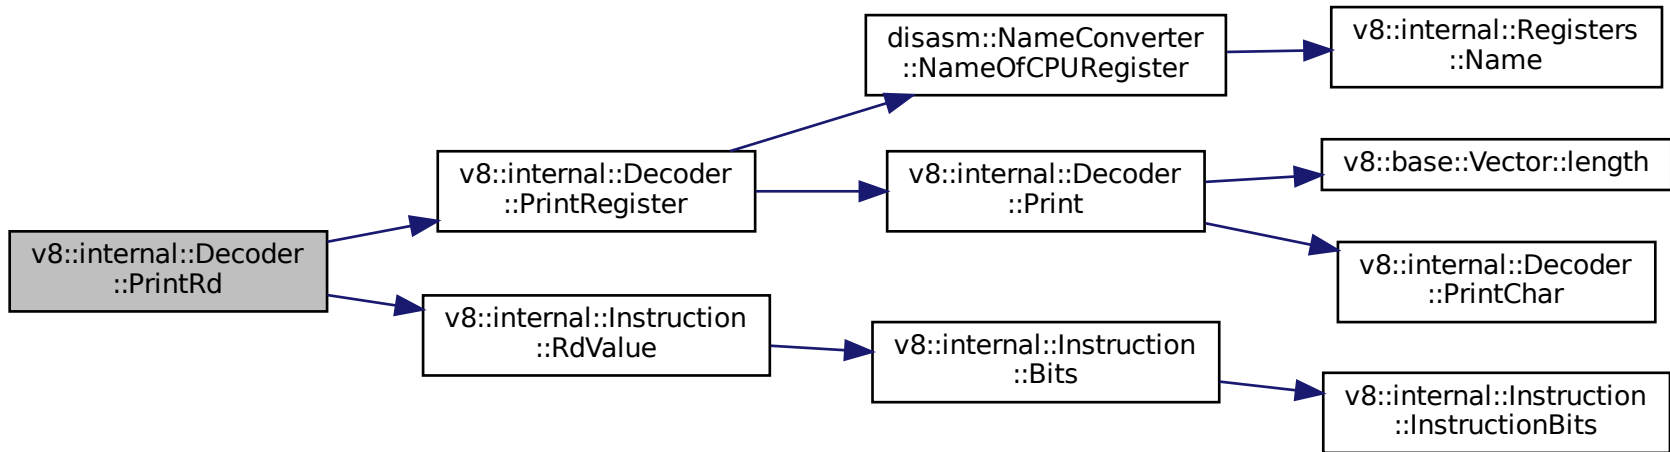 v8::internal::Decoder
::PrintRd
v8::internal::Decoder
::PrintRegister
v8::internal::Instruction
::RdValue
disasm::NameConverter
::NameOfCPURegister
v8::internal::Decoder
::Print
v8::internal::Instruction
::Bits
v8::internal::Registers
::Name
v8::base::Vector::length
v8::internal::Decoder
::PrintChar
v8::internal::Instruction
::InstructionBits